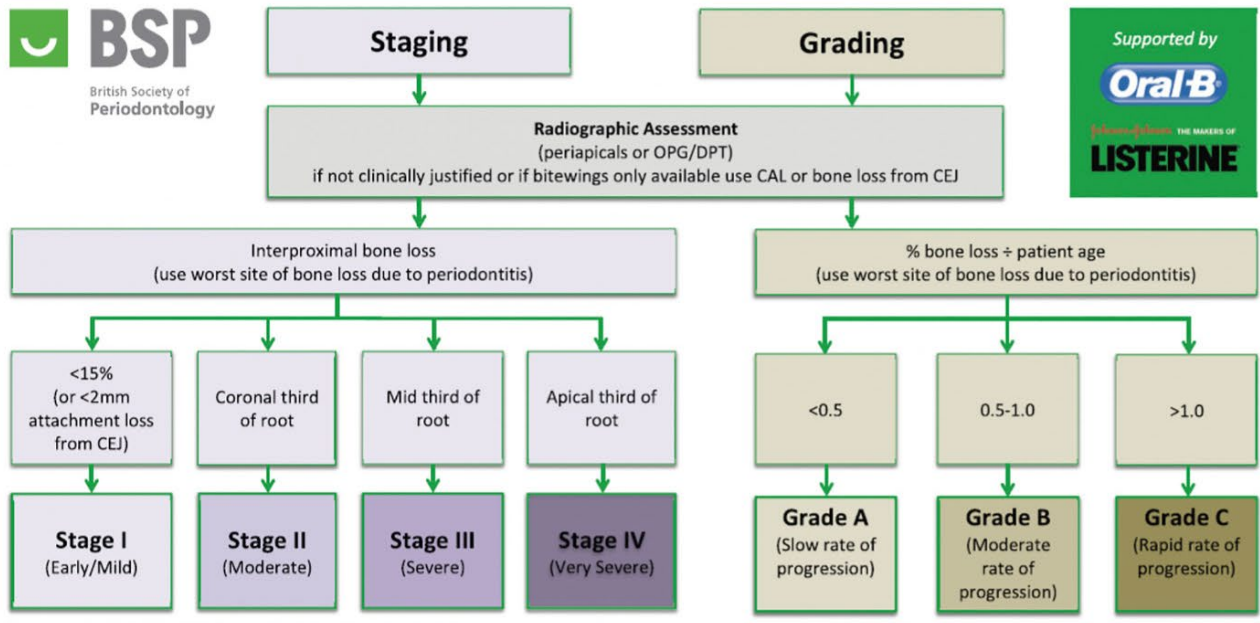 BSP
British Society of
Periodontology
Staging
Grading
Supported by
Oral-B
Johnson & Johnson THE MAKERS OF
LISTERINE
Radiographic Assessment
(periapicals or OPG/DPT)
if not clinically justified or if bitewings only available use CAL or bone loss from CEJ
Interproximal bone loss
(use worst site of bone loss due to periodontitis)
% bone loss ÷ patient age
(use worst site of bone loss due to periodontitis)
<15%
(or <2mm
attachment loss
from CEJ)
Coronal third
of root
Mid third of
root
Apical third of
root
<0.5
0.5-1.0
>1.0
Stage I
(Early/Mild)
Stage II
(Moderate)
Stage III
(Severe)
Stage IV
(Very Severe)
Grade A
(Slow rate of
progression)
Grade B
(Moderate
rate of
progression)
Grade C
(Rapid rate of
progression)